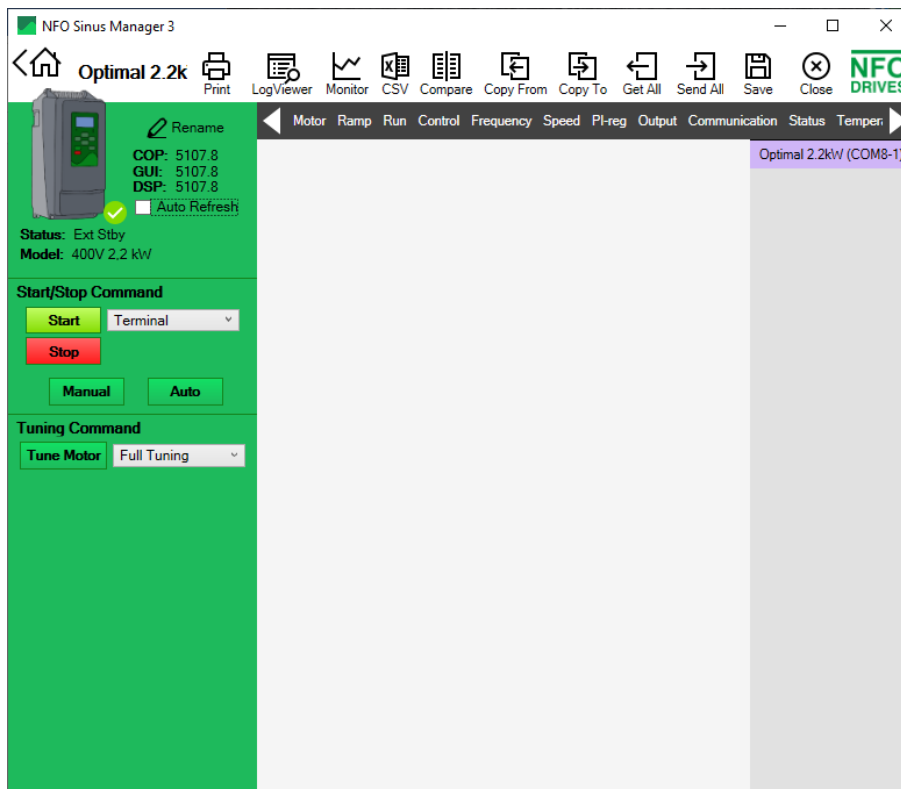 NFO Sinus Manager 3
Optimal 2.2k
Print
LogViewer
Monitor
CSV
Compare
Copy From
Copy To
Get All
Send All
Save
Close
NFO
DRIVES
Rename
COP: 5107.8
GUI: 5107.8
DSP: 5107.8
Auto Refresh
Status: Ext Stby
Model: 400V 2,2 kW
Start/Stop Command
Start
Terminal
Stop
Manual
Auto
Tuning Command
Tune Motor
Full Tuning
Motor Ramp Run Control Frequency Speed PI-reg Output Communication Status Temper
Optimal 2.2kW (COM8-1)